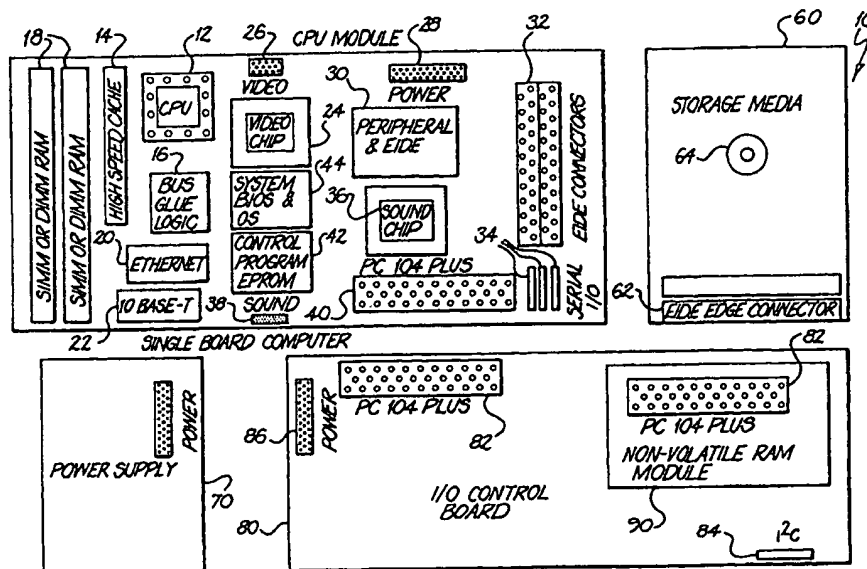 18
14
12
26
CPU MODULE
28
32
60
10
SIMM OR DIMM RAM
SIMM OR DIMM RAM
HIGH SPEED CACHE
CPU
VIDEO
VIDEO
CHIP
24
30
POWER
PERIPHERAL
& EIDE
EIDE CONNECTORS
STORAGE MEDIA
64
16
BUS
GLUE
LOGIC
SYSTEM
BIOS &
OS
44
36
SOUND
CHIP
34
20
ETHERNET
CONTROL
PROGRAM
EPROM
42
PC 104 PLUS
40
SERIAL
I/O
10 BASE-T
22
SOUND
38
62
EIDE EDGE CONNECTOR
SINGLE BOARD COMPUTER
82
POWER
POWER SUPPLY
70
86
POWER
PC 104 PLUS
82
PC 104 PLUS
NON-VOLATILE RAM
MODULE
90
80
I/O CONTROL
BOARD
84
I²C